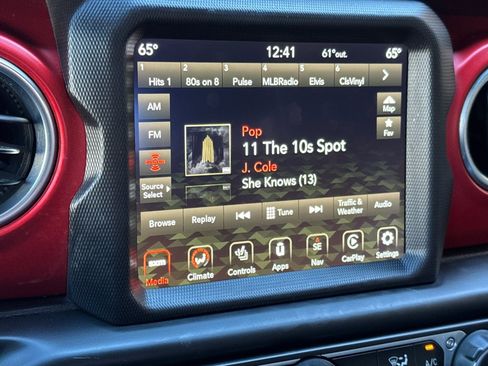 65° 12:41 61°out. 65°
1 2 3 4 5 6
Hits 1 80s on 8 Pulse MLBRadio Elvis ClsVinyl
AM
Map
FM
Fav
Pop
11 The 10s Spot
J. Cole
She Knows (13)
Source
Select
Browse Replay Tune Traffic & Weather Audio
Media Climate Controls Apps SE Nav CarPlay Settings
A/C